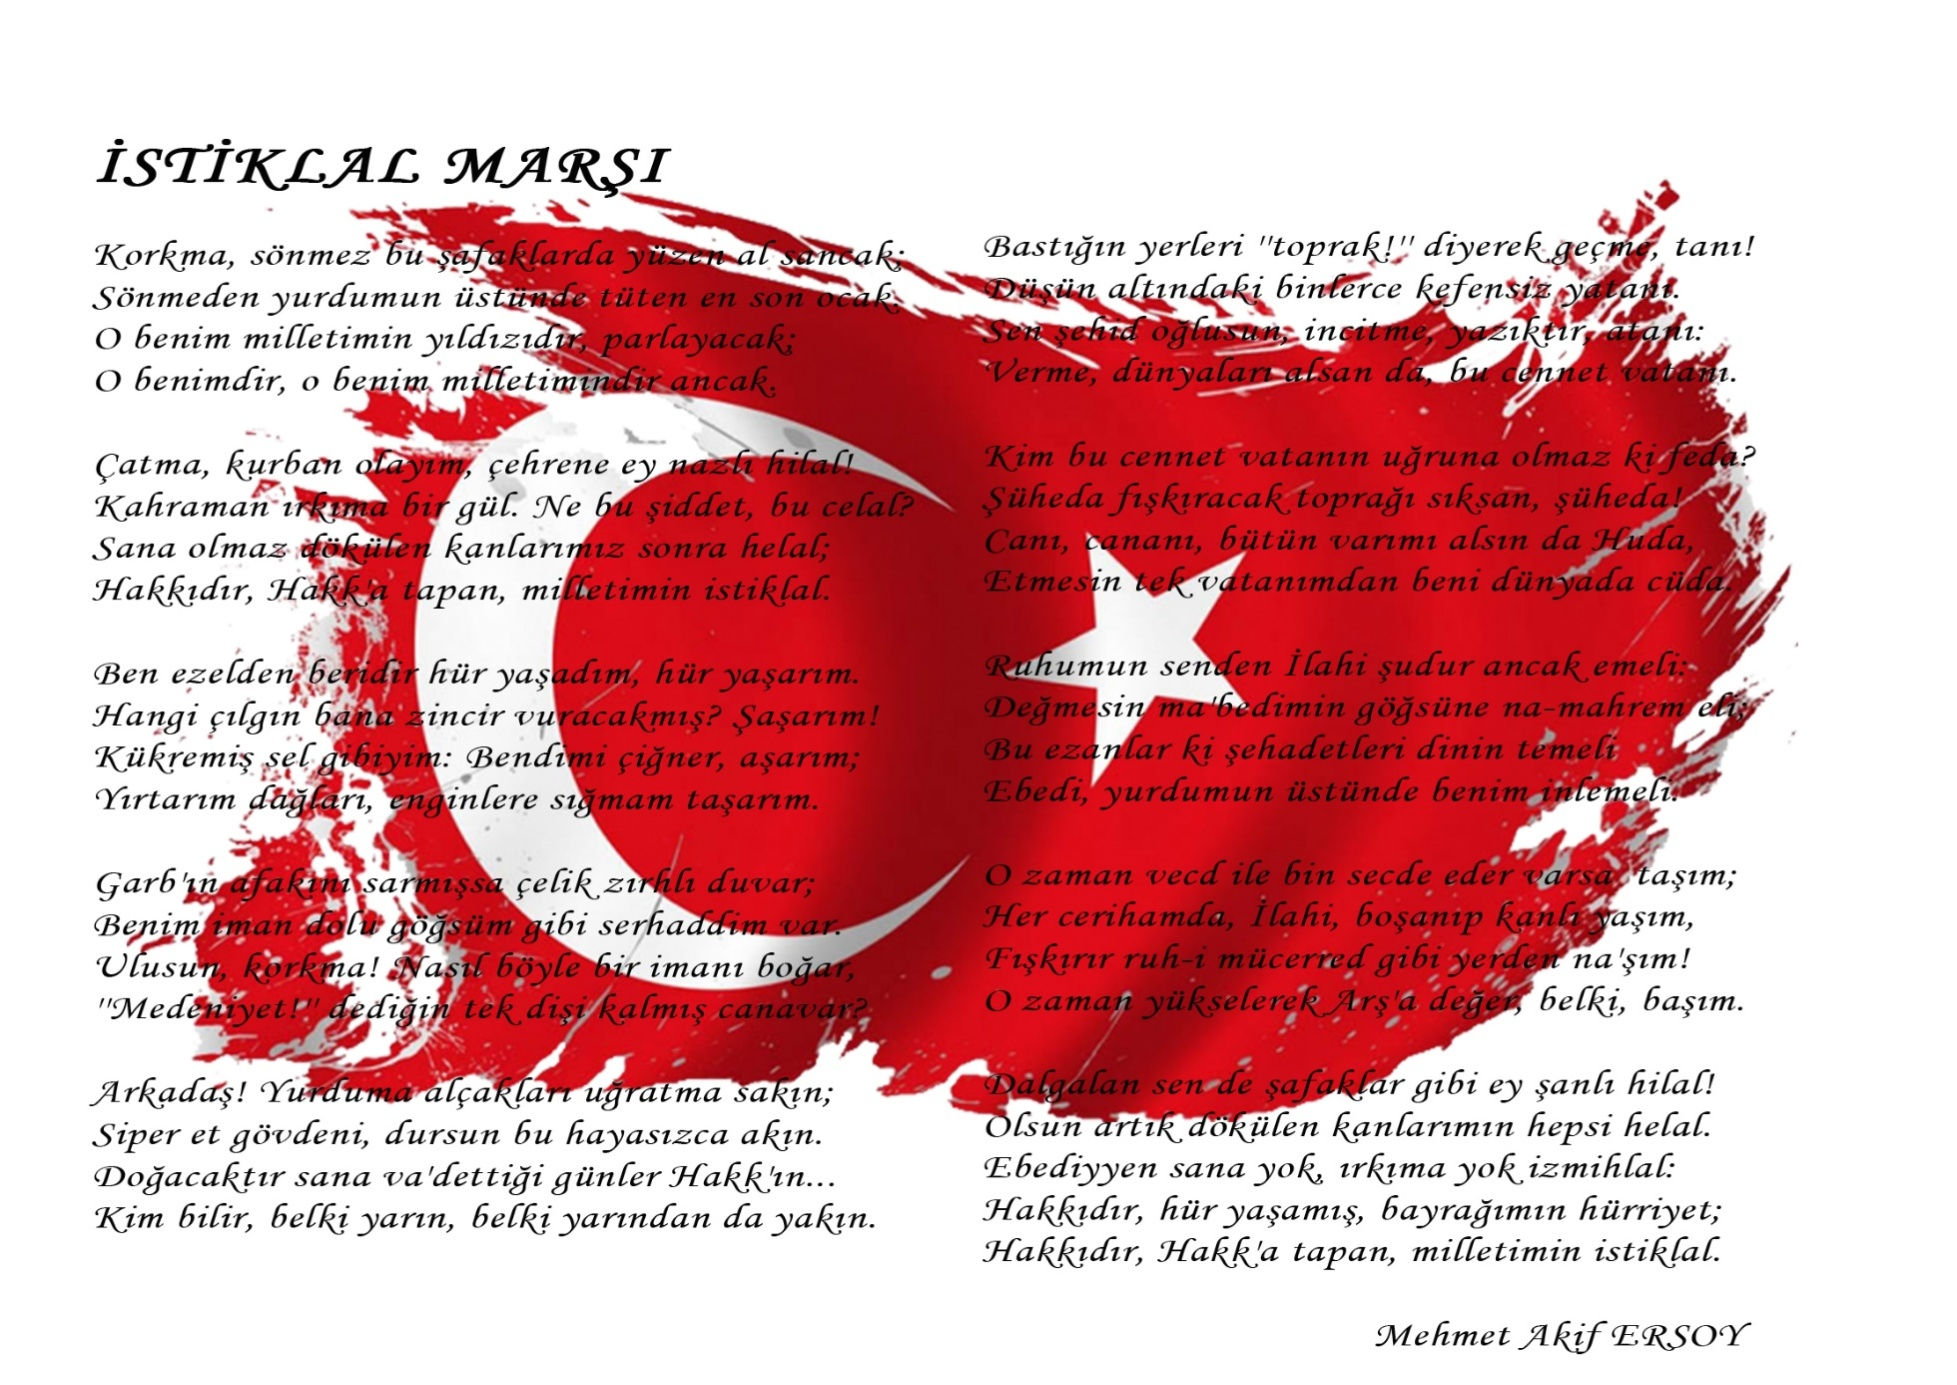 İSTİKLAL MARŞI
Korkma, sönmez bu şafaklarda yüzen al sancak;
Sönmeden yurdumun üstünde tüten en son ocak.
O benim milletimin yıldızıdır, parlayacak;
O benimdir, o benim milletimindir ancak.
Çatma, kurban olayım, çehrene ey nazlı hilal!
Kahraman ırkıma bir gül. Ne bu şiddet, bu celal?
Sana olmaz dökülen kanlarımız sonra helal;
Hakkıdır, Hakk'a tapan, milletimin istiklal.
Ben ezelden beridir hür yaşadım, hür yaşarım.
Hangi çılgın bana zincir vuracakmış? Şaşarım!
Kükremiş sel gibiyim: Bendimi çiğner, aşarım;
Yırtarım dağları, enginlere sığmam taşarım.
Garb'ın afakını sarmışsa çelik zırhlı duvar;
Benim iman dolu göğsüm gibi serhaddim var.
Ulusun, korkma! Nasıl böyle bir imanı boğar,
"Medeniyet!" dediğin tek dişi kalmış canavar?
Arkadaş! Yurduma alçakları uğratma sakın;
Siper et gövdeni, dursun bu hayasızca akın.
Doğacaktır sana va'dettiği günler Hakk'ın...
Kim bilir, belki yarın, belki yarından da yakın.
Bastığın yerleri "toprak!" diyerek geçme, tanı!
Düşün altındaki binlerce kefensiz yatanı.
Sen şehid oğlusun, incitme, yazıktır, atanı:
Verme, dünyaları alsan da, bu cennet vatanı.
Kim bu cennet vatanın uğruna olmaz ki feda?
Şüheda fışkıracak toprağı sıksan, şüheda!
Canı, cananı, bütün varımı alsın da Huda,
Etmesin tek vatanımdan beni dünyada cüda.
Ruhumun senden İlahi şudur ancak emeli:
Değmesin ma'bedimin göğsüne na-mahrem eli;
Bu ezanlar ki şehadetleri dinin temeli
Ebedi, yurdumun üstünde benim inlemeli.
O zaman vecd ile bin secde eder varsa, taşım;
Her cerihamda, İlahi, boşanıp kanlı yaşım,
Fışkırır ruh-i mücerred gibi yerden na'şım!
O zaman yükselerek Arş'a değer, belki, başım.
Dalgalan sen de şafaklar gibi ey şanlı hilal!
Olsun artık dökülen kanlarımın hepsi helal.
Ebediyyen sana yok, ırkıma yok izmihlal:
Hakkıdır, hür yaşamış, bayrağımın hürriyet;
Hakkıdır, Hakk'a tapan, milletimin istiklal.
Mehmet Akif ERSOY